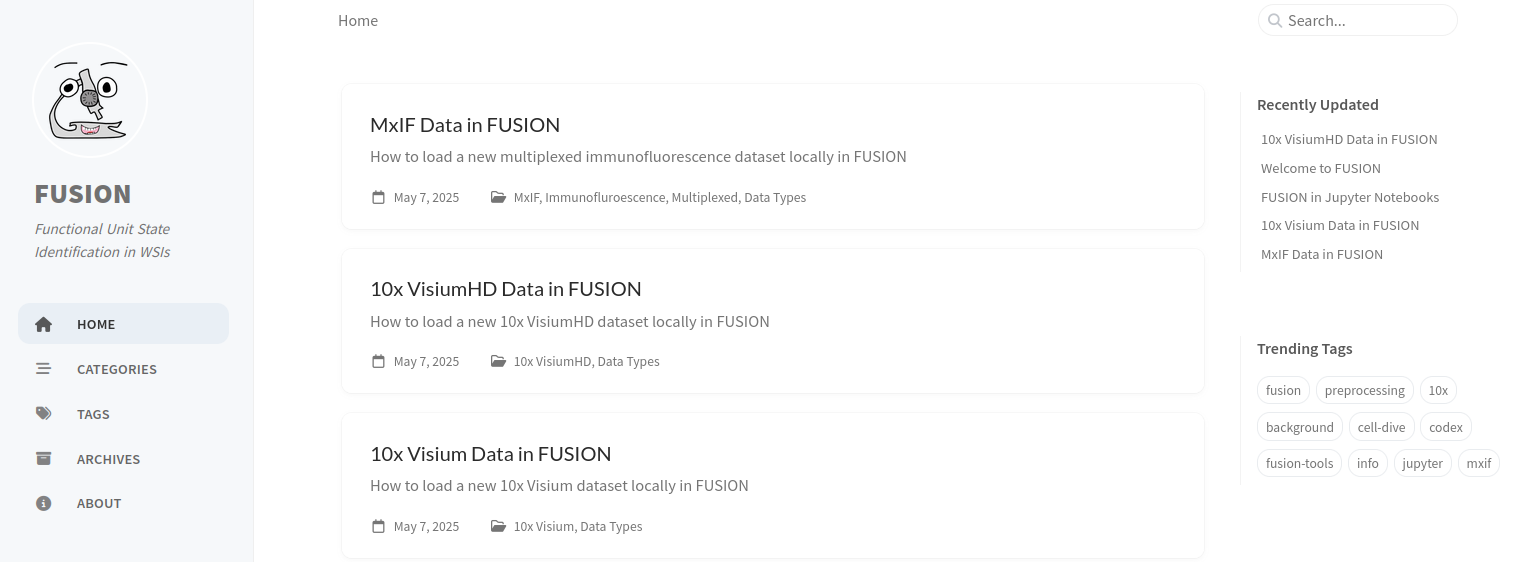 FUSION
Functional Unit State
Identification in WSIs
HOME
CATEGORIES
TAGS
ARCHIVES
ABOUT
Home
Search...
MxIF Data in FUSION
How to load a new multiplexed immunofluorescence dataset locally in FUSION
May 7, 2025 MxIF, Immunofluroescence, Multiplexed, Data Types
10x VisiumHD Data in FUSION
How to load a new 10x VisiumHD dataset locally in FUSION
May 7, 2025 10x VisiumHD, Data Types
10x Visium Data in FUSION
How to load a new 10x Visium dataset locally in FUSION
May 7, 2025 10x Visium, Data Types
Recently Updated
10x VisiumHD Data in FUSION
Welcome to FUSION
FUSION in Jupyter Notebooks
10x Visium Data in FUSION
MxIF Data in FUSION
Trending Tags
fusion preprocessing 10x
background cell-dive codex
fusion-tools info jupyter mxif